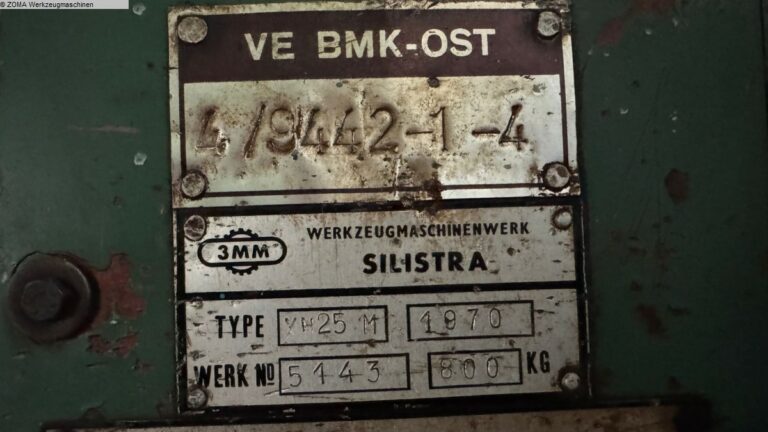 © ZOMA Werkzeugmaschinen
VE BMK-OST
4/9442-1-4
WERKZEUGMASCHINENWERK
3MM
SILISTRA
TYPE YH25 M 1970
WERK NO 5143 800 KG